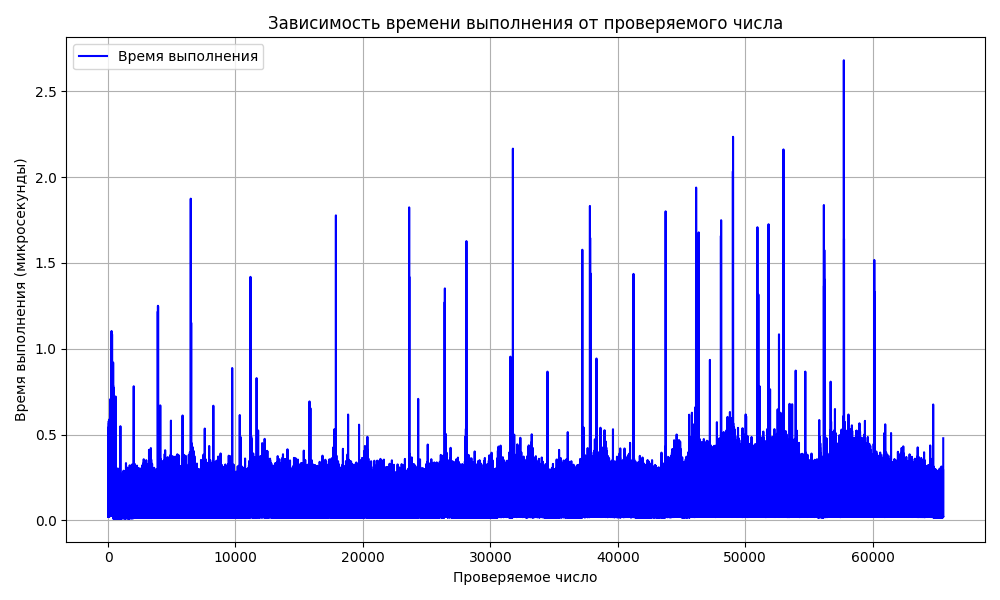 Зависимость времени выполнения от проверяемого числа
Время выполнения
Время выполнения (микросекунды)
2.5
2.0
1.5
1.0
0.5
0.0
0 10000 20000 30000 40000 50000 60000
Проверяемое число